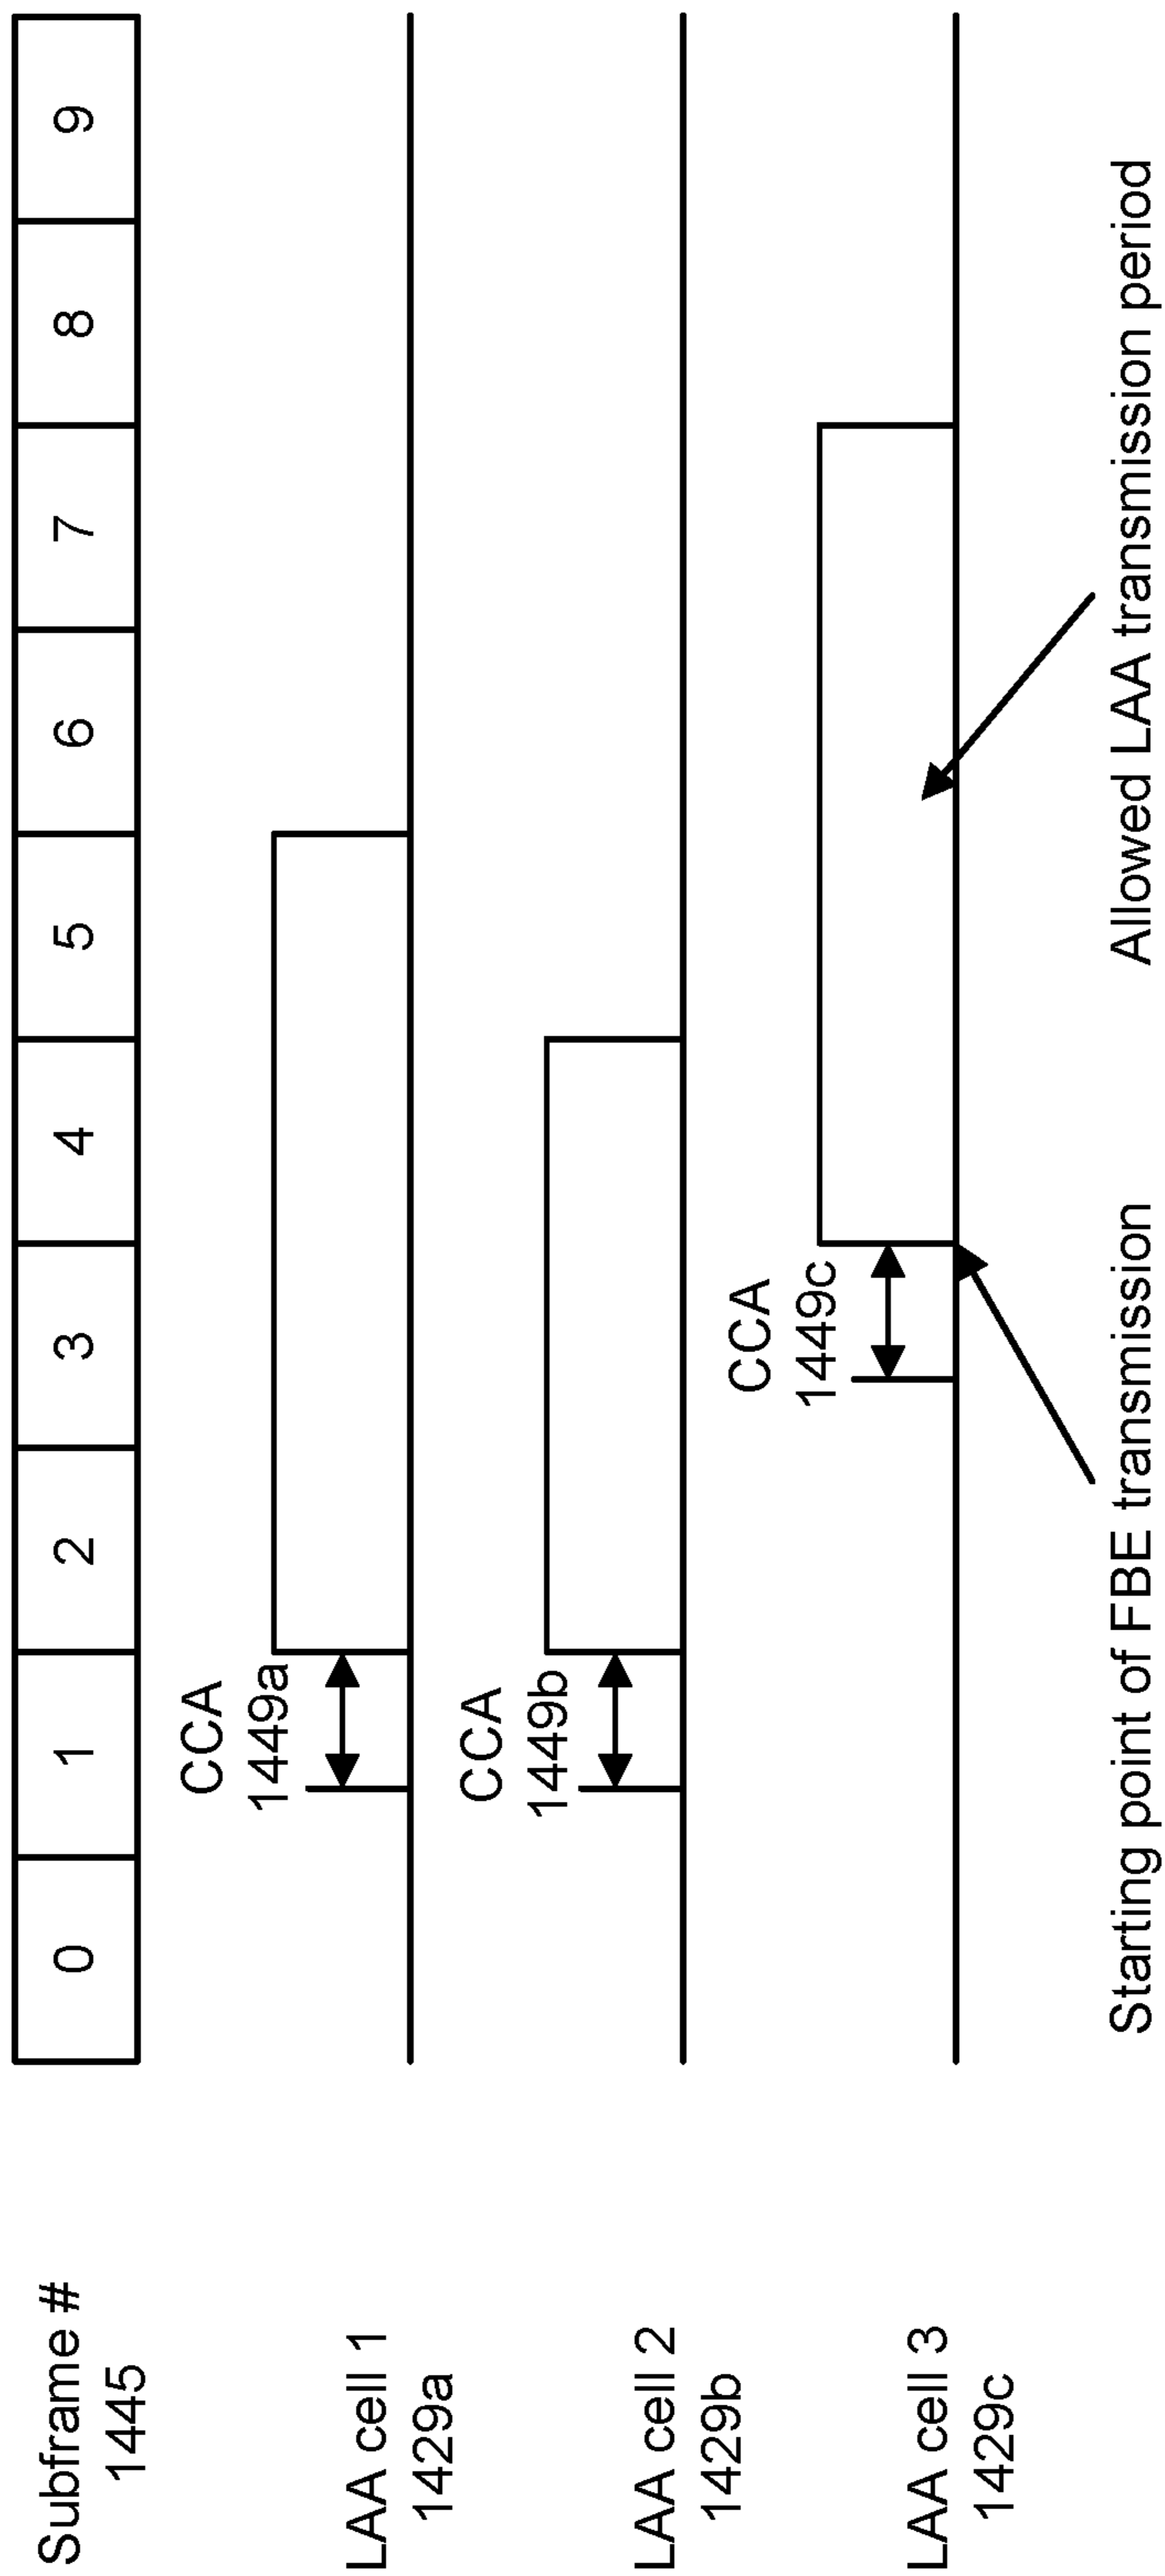 Subframe #
1445
0 1 2 3 4 5 6 7 8 9
LAA cell 1
1429a
CCA
1449a
LAA cell 2
1429b
CCA
1449b
LAA cell 3
1429c
CCA
1449c
Starting point of FBE transmission
Allowed LAA transmission period